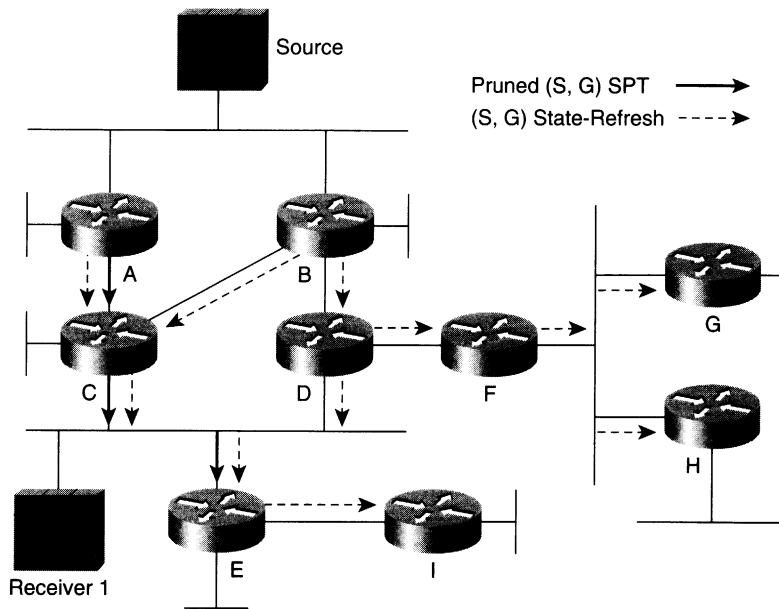 Source
Pruned (S, G) SPT
(S, G) State-Refresh
A
B
G
C
D
F
H
E
I
Receiver 1